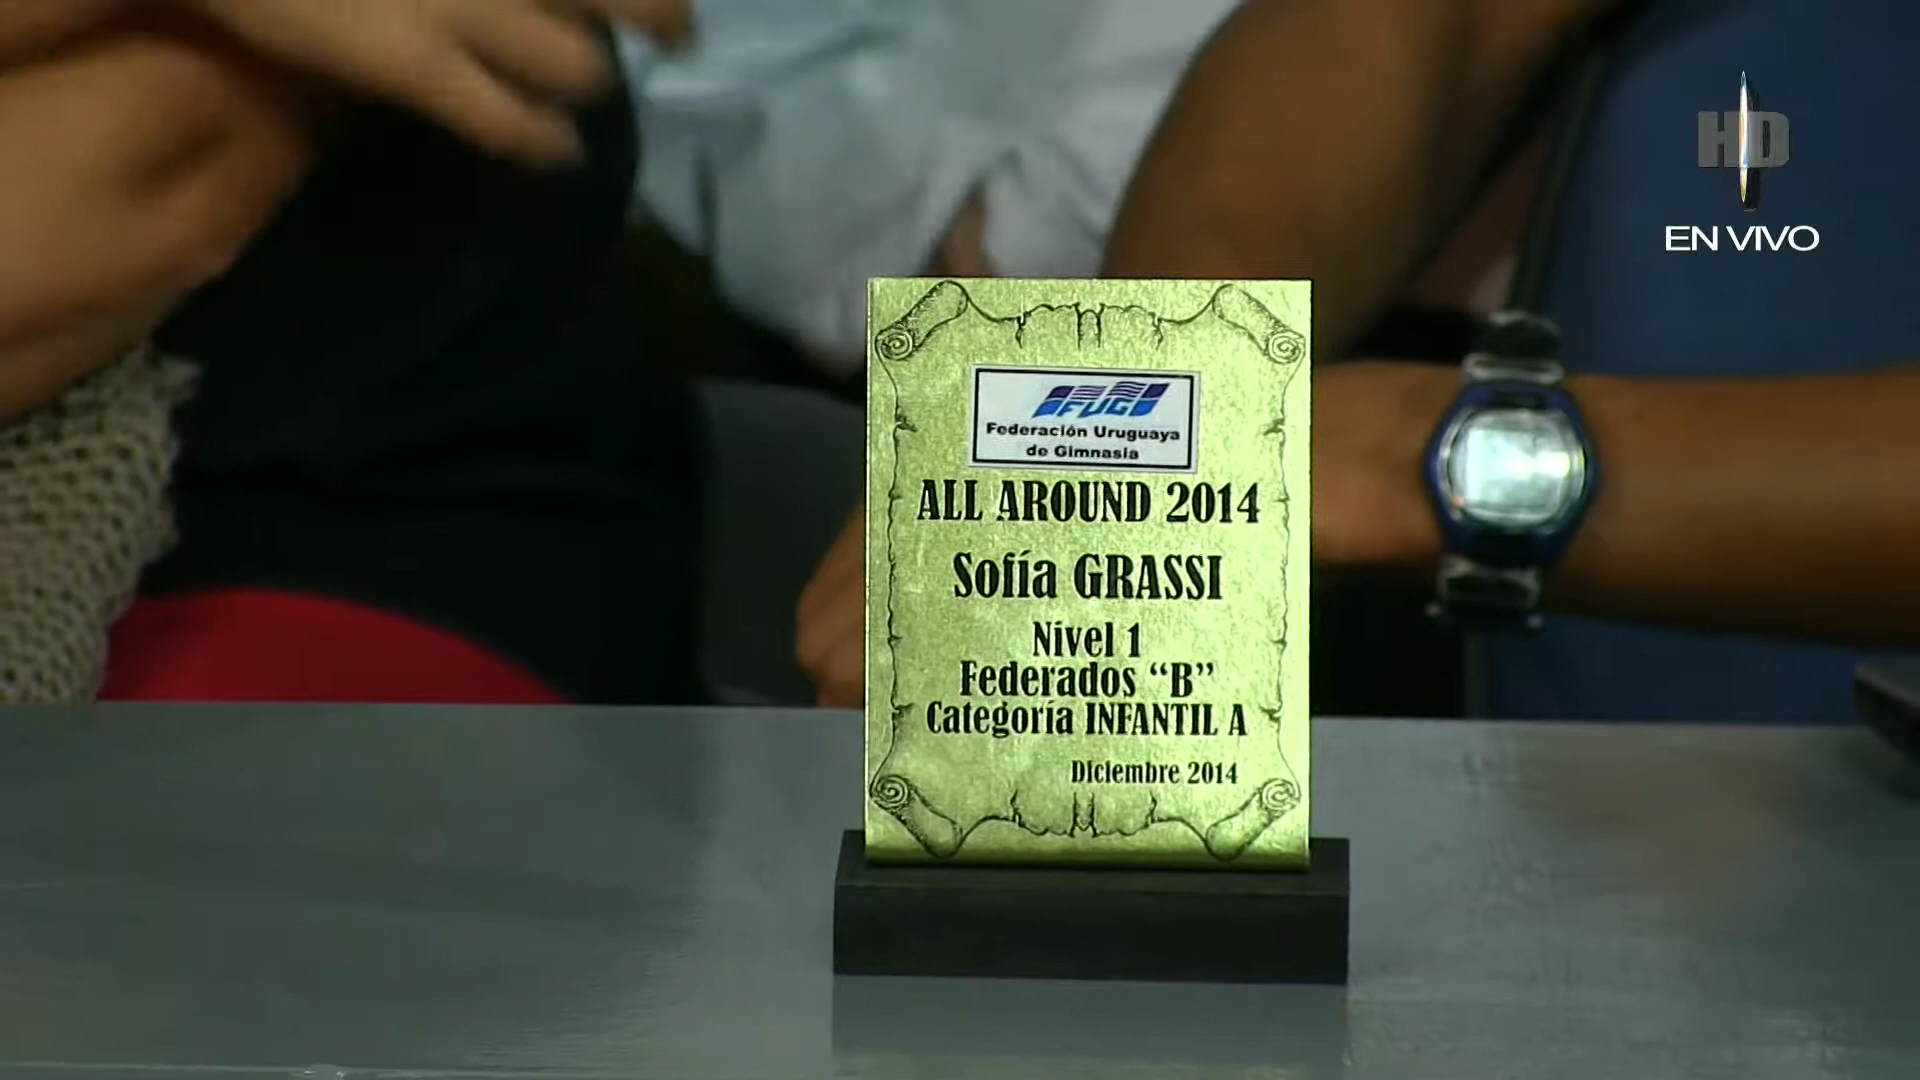 HD
EN VIVO
FUG
Federación Uruguaya
de Gimnasia
ALL AROUND 2014
Sofía GRASSI
Nivel 1
Federados “B”
Categoría INFANTIL A
Diciembre 2014